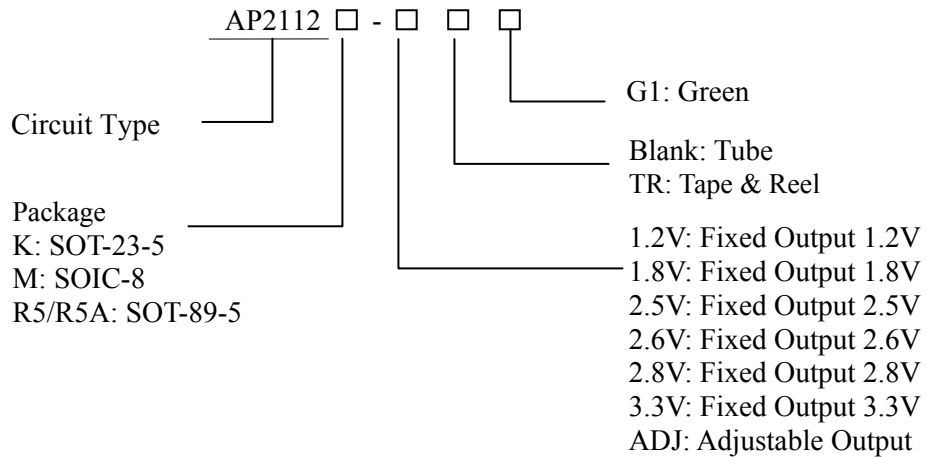 AP2112 □ - □ □ □
Circuit Type
Package
K: SOT-23-5
M: SOIC-8
R5/R5A: SOT-89-5
G1: Green
Blank: Tube
TR: Tape & Reel
1.2V: Fixed Output 1.2V
1.8V: Fixed Output 1.8V
2.5V: Fixed Output 2.5V
2.6V: Fixed Output 2.6V
2.8V: Fixed Output 2.8V
3.3V: Fixed Output 3.3V
ADJ: Adjustable Output